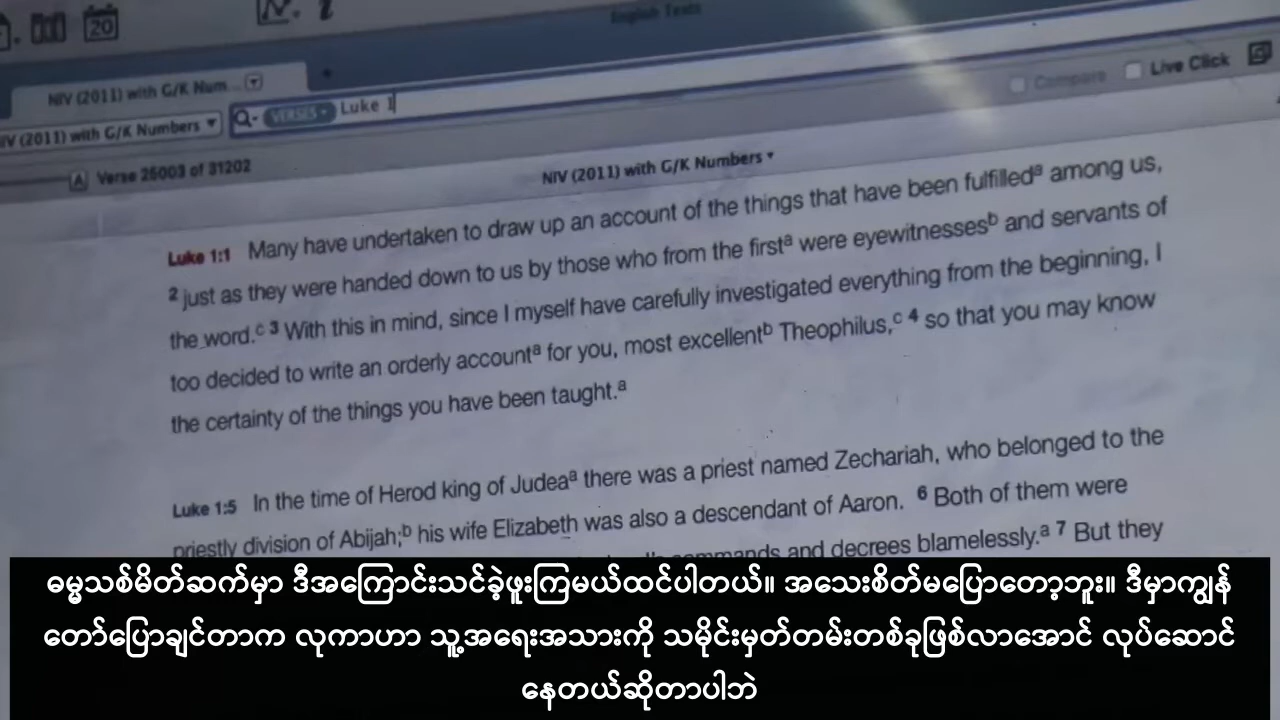 20
English Texts
NIV (2011) with G/K Num...
IV (2011) with G/K Numbers
VERSES
Luke 1
Compare
Live Click
Verse 25003 of 31202
NIV (2011) with G/K Numbers
Luke 1:1 Many have undertaken to draw up an account of the things that have been fulfilledᵃ among us,
² just as they were handed down to us by those who from the firstᵃ were eyewitnessesᵇ and servants of
the word.ᶜ ³ With this in mind, since I myself have carefully investigated everything from the beginning, I
too decided to write an orderly accountᵃ for you, most excellentᵇ Theophilus,ᶜ ⁴ so that you may know
the certainty of the things you have been taught.ᵃ
Luke 1:5 In the time of Herod king of Judeaᵃ there was a priest named Zechariah, who belonged to the
priestly division of Abijah;ᵇ his wife Elizabeth was also a descendant of Aaron. ⁶ Both of them were
commands and decrees blamelessly.ᵃ ⁷ But they
ဓမ္မသစ်မိတ်ဆက်မှာ ဒီအကြောင်းသင်ခဲ့ဖူးကြမယ်ထင်ပါတယ်။ အသေးစိတ်မပြောတော့ဘူး။ ဒီမှာကျွန်
တော်ပြောချင်တာက လုကာဟာ သူ့အရေးအသားကို သမိုင်းမှတ်တမ်းတစ်ခုဖြစ်လာအောင် လုပ်ဆောင်
နေတယ်ဆိုတာပါဘဲ